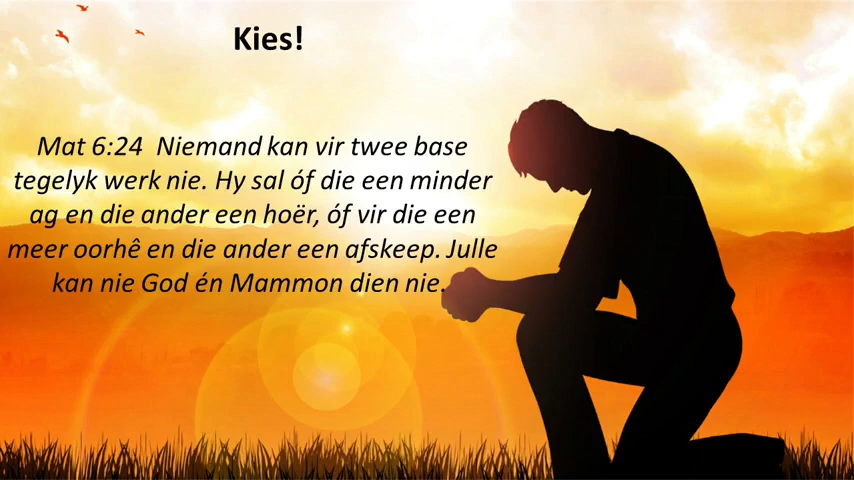 Kies!
Mat 6:24  Niemand kan vir twee base
tegelyk werk nie. Hy sal óf die een minder
ag en die ander een hoër, óf vir die een
meer oorhê en die ander een afskeep. Julle
kan nie God én Mammon dien nie.